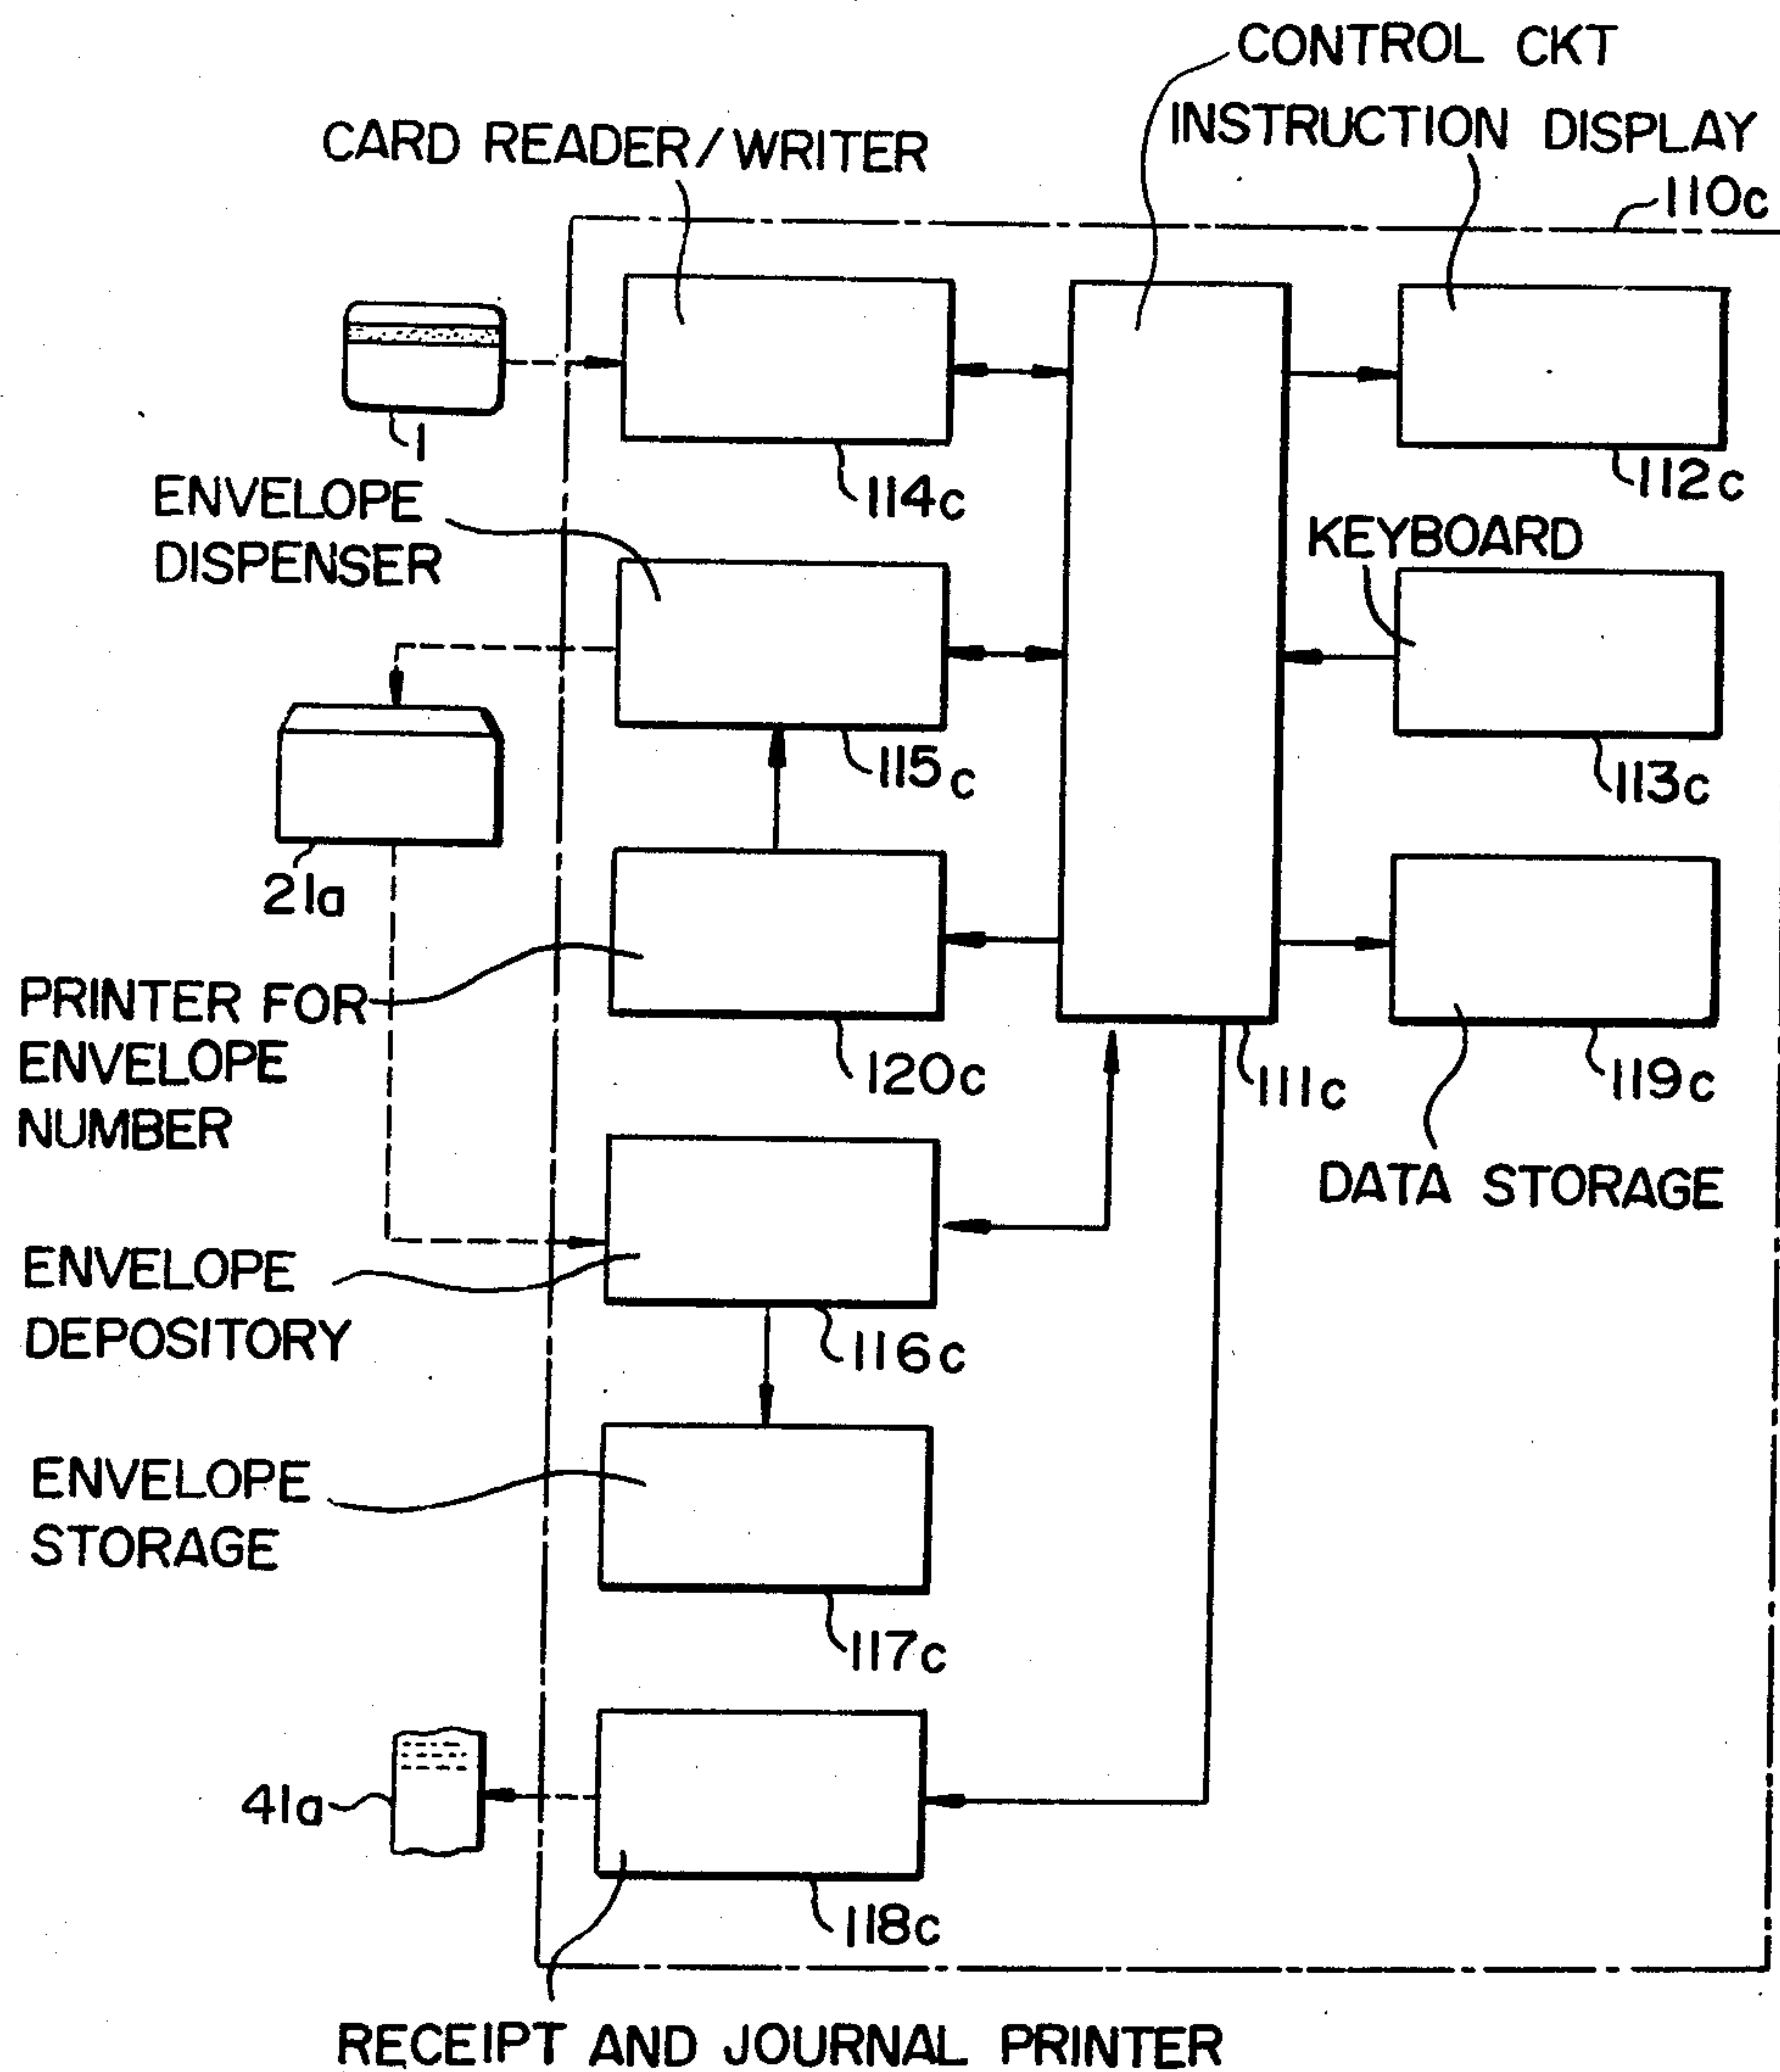 CONTROL CKT
CARD READER/WRITER
INSTRUCTION DISPLAY
110c
1
114c
112c
ENVELOPE
DISPENSER
KEYBOARD
115c
113c
21a
PRINTER FOR
ENVELOPE
NUMBER
120c
111c
119c
DATA STORAGE
ENVELOPE
DEPOSITORY
116c
ENVELOPE
STORAGE
117c
41a
118c
RECEIPT AND JOURNAL PRINTER